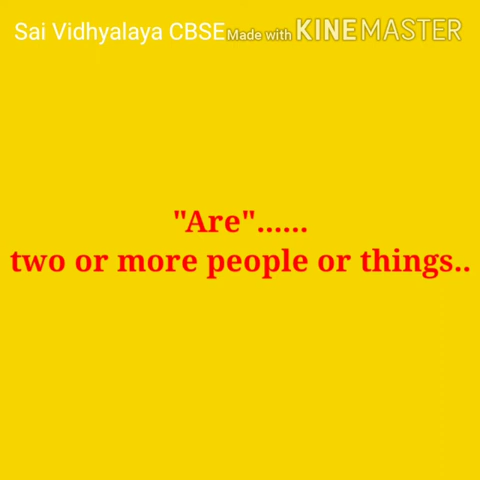 Sai Vidhyalaya CBSE Made with KINEMASTER
"Are"......
two or more people or things..